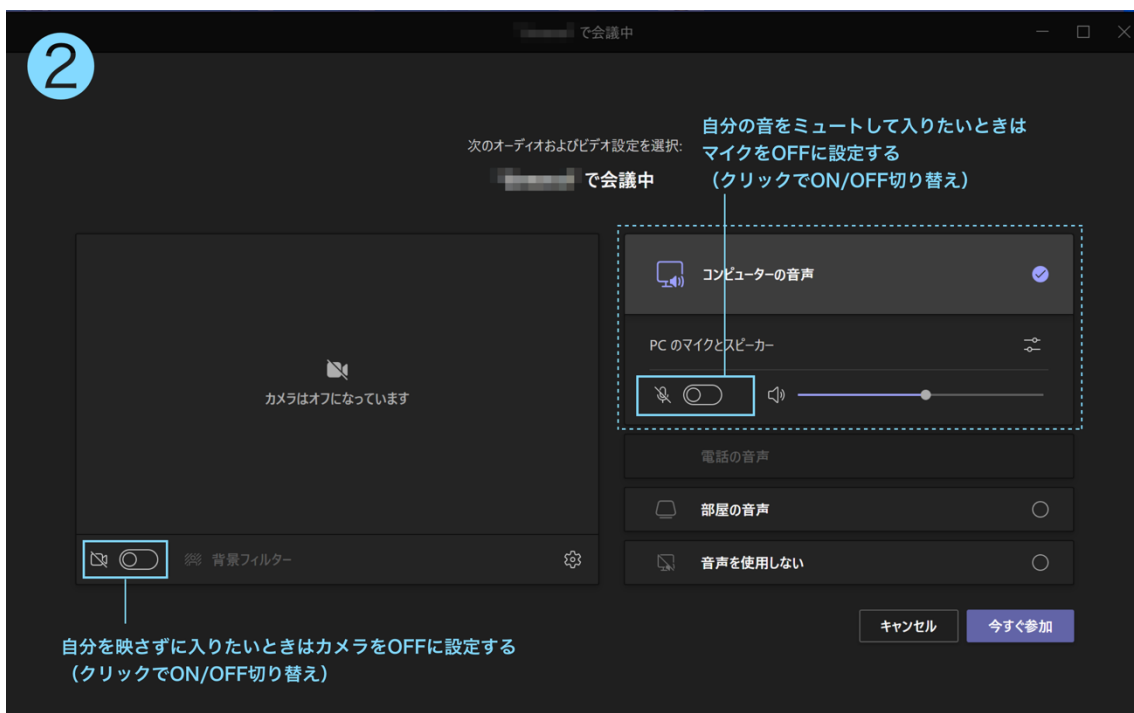 で会議中
2
自分の音をミュートして入りたいときは
マイクをOFFに設定する
（クリックでON/OFF切り替え）
次のオーディオおよびビデオ設定を選択:
で会議中
コンピューターの音声
PC のマイクとスピーカー
カメラはオフになっています
電話の音声
部屋の音声
背景フィルター
音声を使用しない
キャンセル
今すぐ参加
自分を映さずに入りたいときはカメラをOFFに設定する
（クリックでON/OFF切り替え）